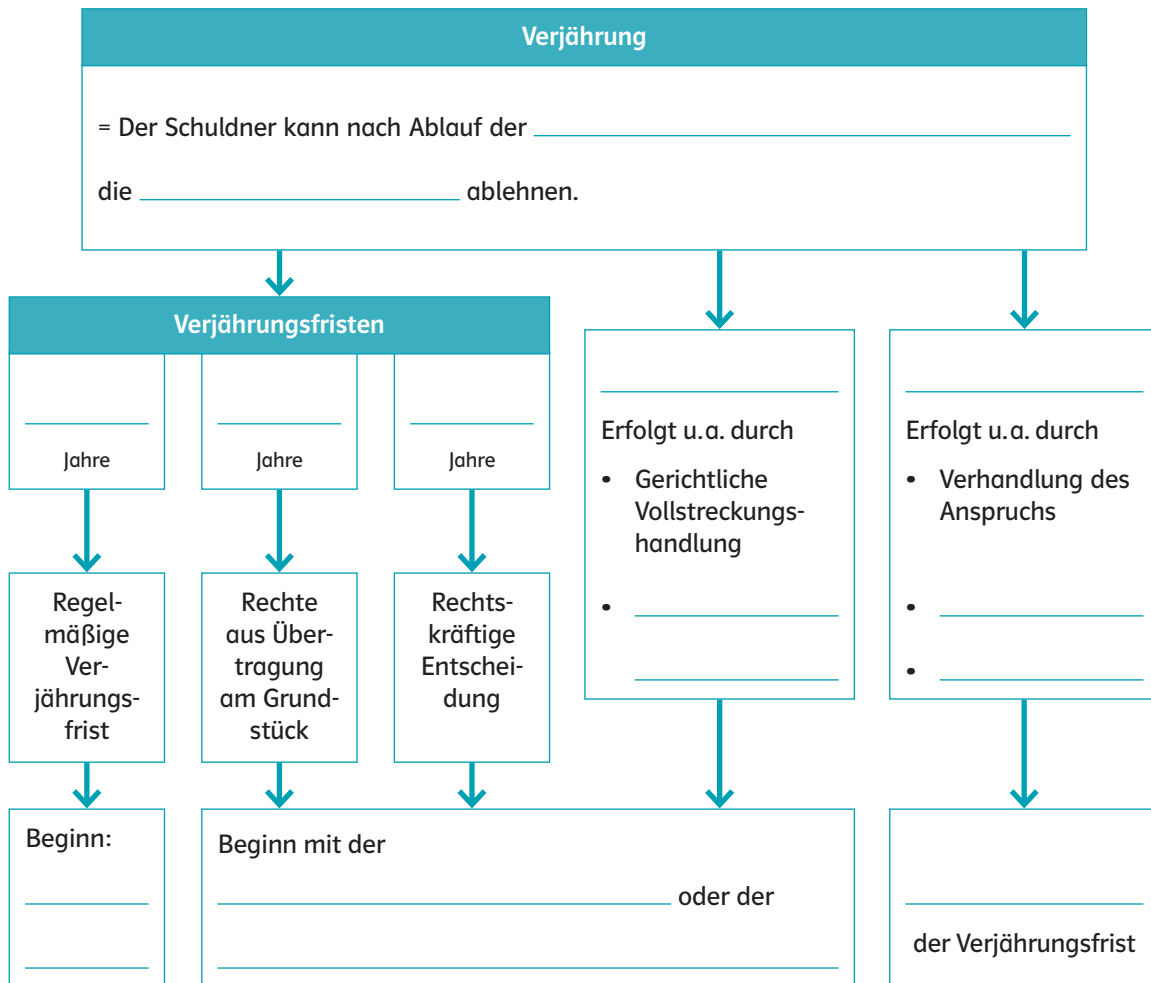 Verjährung
= Der Schuldner kann nach Ablauf der
die ablehnen.
Verjährungsfristen
Jahre
Jahre
Jahre
Regel-
mäßige
Ver-
jährungs-
frist
Rechte
aus Über-
tragung
am Grund-
stück
Rechts-
kräftige
Entschei-
dung
Erfolgt u. a. durch
• Gerichtliche
Vollstreckungs-
handlung
•
Erfolgt u. a. durch
• Verhandlung des
Anspruchs
•
•
Beginn:
Beginn mit der
oder der
der Verjährungsfrist